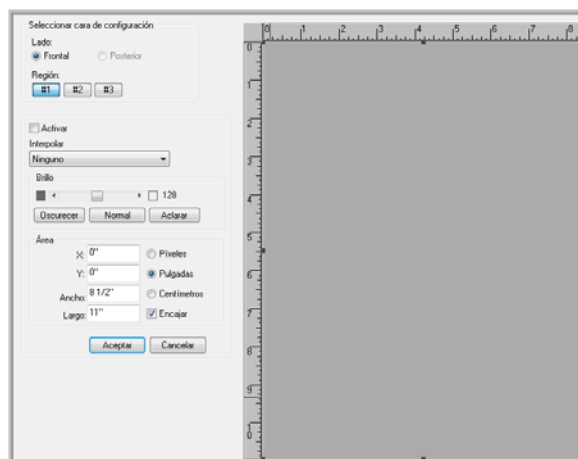 Seleccionar cara de configuración
Lado:
Frontal
Posterior
Región:
#1 #2 #3
Activar
Interpolar
Ninguno
Brillo
128
Oscurecer Normal Aclarar
Área
X: 0"
Píxeles
Y: 0"
Pulgadas
Ancho: 8 1/2"
Centímetros
Largo: 11"
Encajar
Aceptar Cancelar
0 1 2 3 4 5 6 7 8
0
1
2
3
4
5
6
7
8
9
10